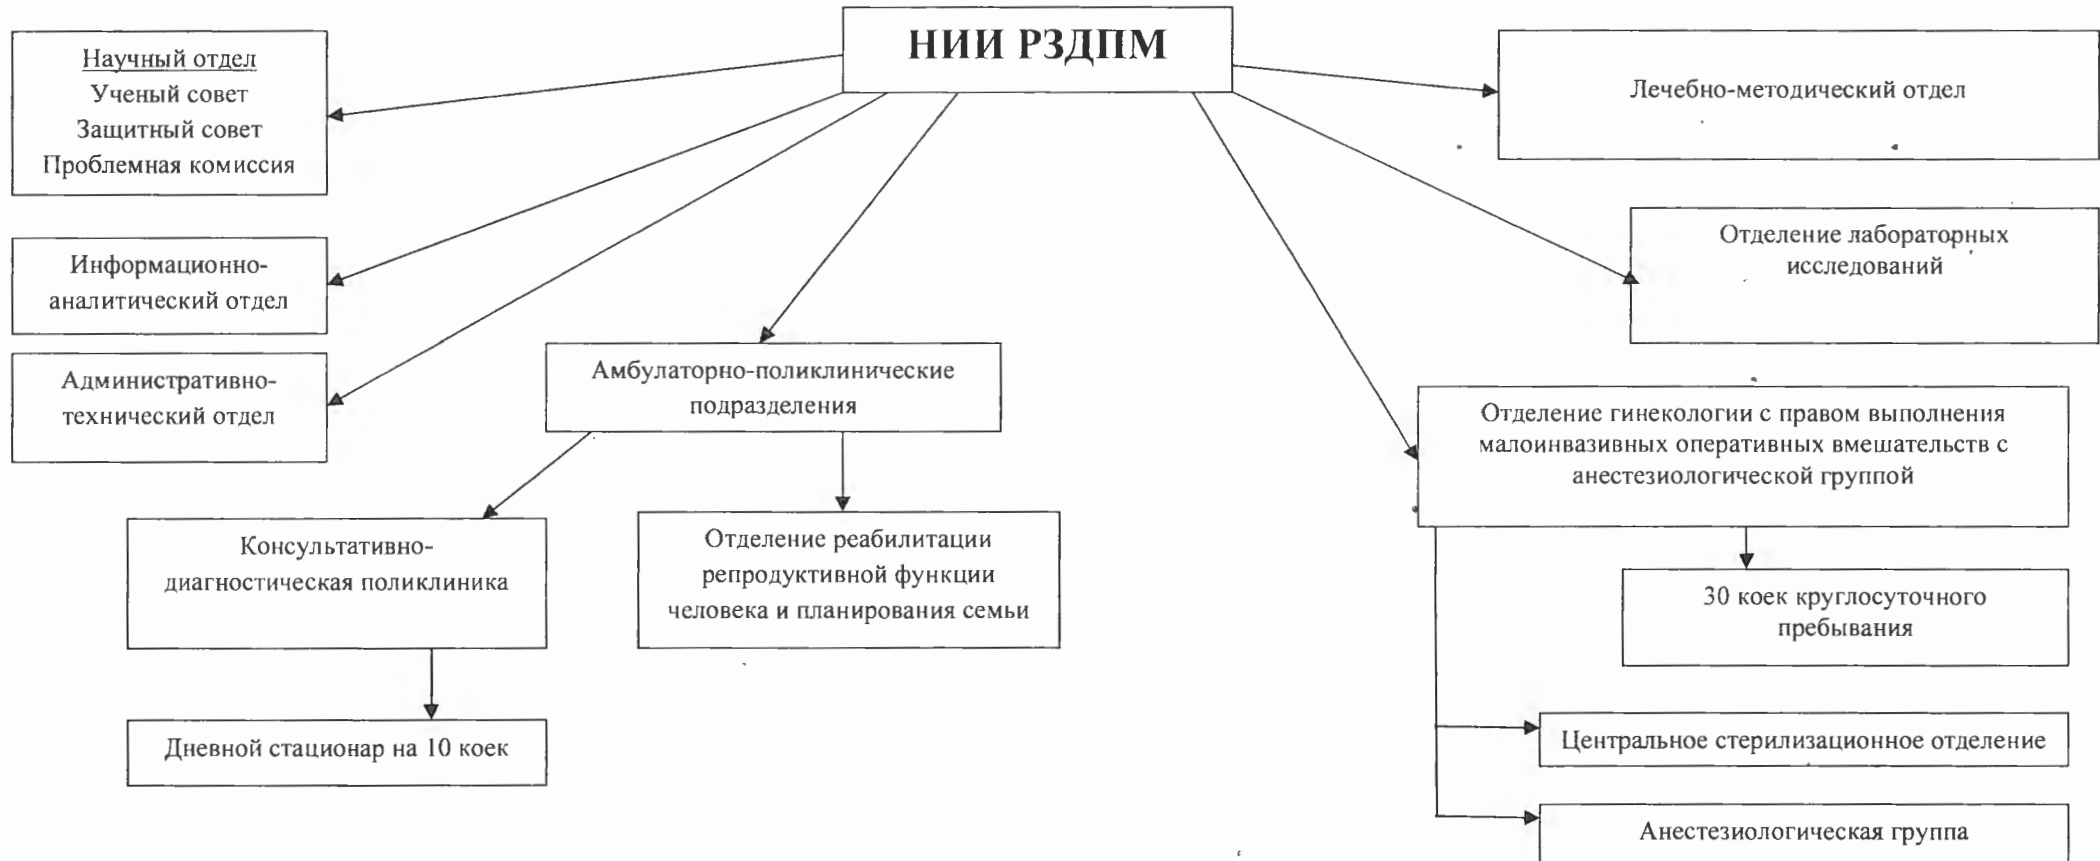 НИИ РЗДПМ
Научный отдел
Ученый совет
Защитный совет
Проблемная комиссия
Лечебно-методический отдел
Информационно-
аналитический отдел
Отделение лабораторных
исследований
Административно-
технический отдел
Амбулаторно-поликлинические
подразделения
Отделение гинекологии с правом выполнения
малоинвазивных оперативных вмешательств с
анестезиологической группой
Консультативно-
диагностическая поликлиника
Отделение реабилитации
репродуктивной функции
человека и планирования семьи
30 коек круглосуточного
пребывания
Дневной стационар на 10 коек
Центральное стерилизационное отделение
Анестезиологическая группа